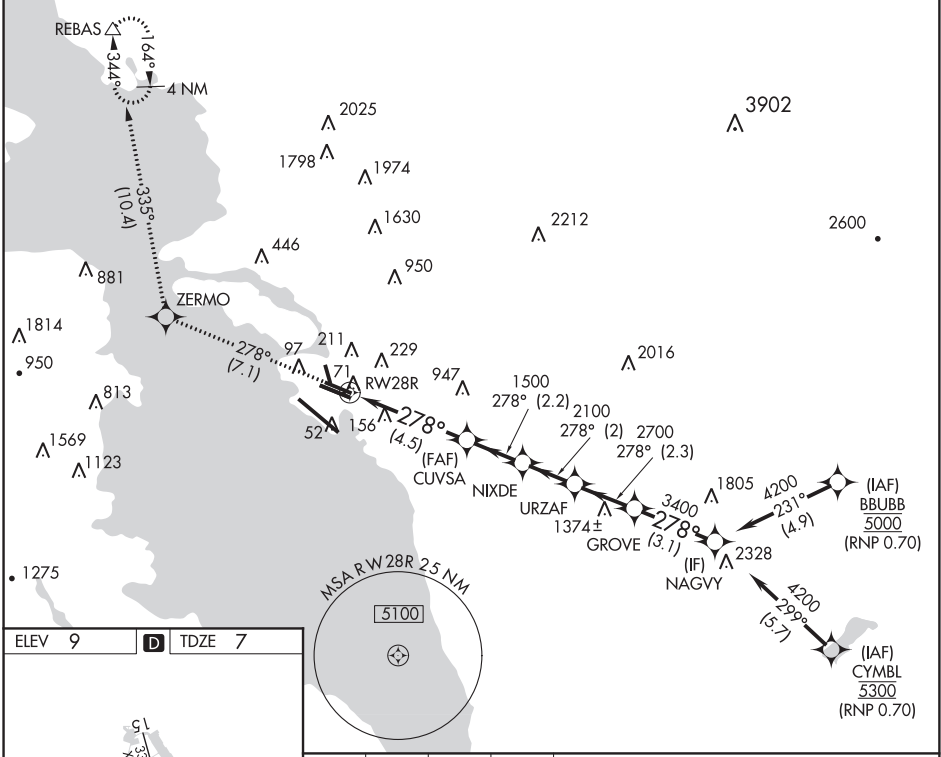 REBAS
344°
164°
4 NM
335°
(10.4)
2025
3902
1798
1974
1630
2212
2600
446
881
950
ZERMO
1814
950
278°
(7.1)
97
211
229
2016
71
RW28R
947
813
52
156
278°
(4.5)
1500
278° (2.2)
2100
278° (2)
2700
278° (2.3)
(FAF)
CUVSA
NIXDE
URZAF
1569
1123
1374±
GROVE
3400
278°
(3.1)
1805
4200
231°
(4.9)
(IAF)
BBUBB
5000
(RNP 0.70)
(IF)
NAGVY
2328
1275
MSA RW28R 25 NM
5100
4200
299°
(5.7)
(IAF)
CYMBL
5300
(RNP 0.70)
ELEV 9
D
TDZE 7
15